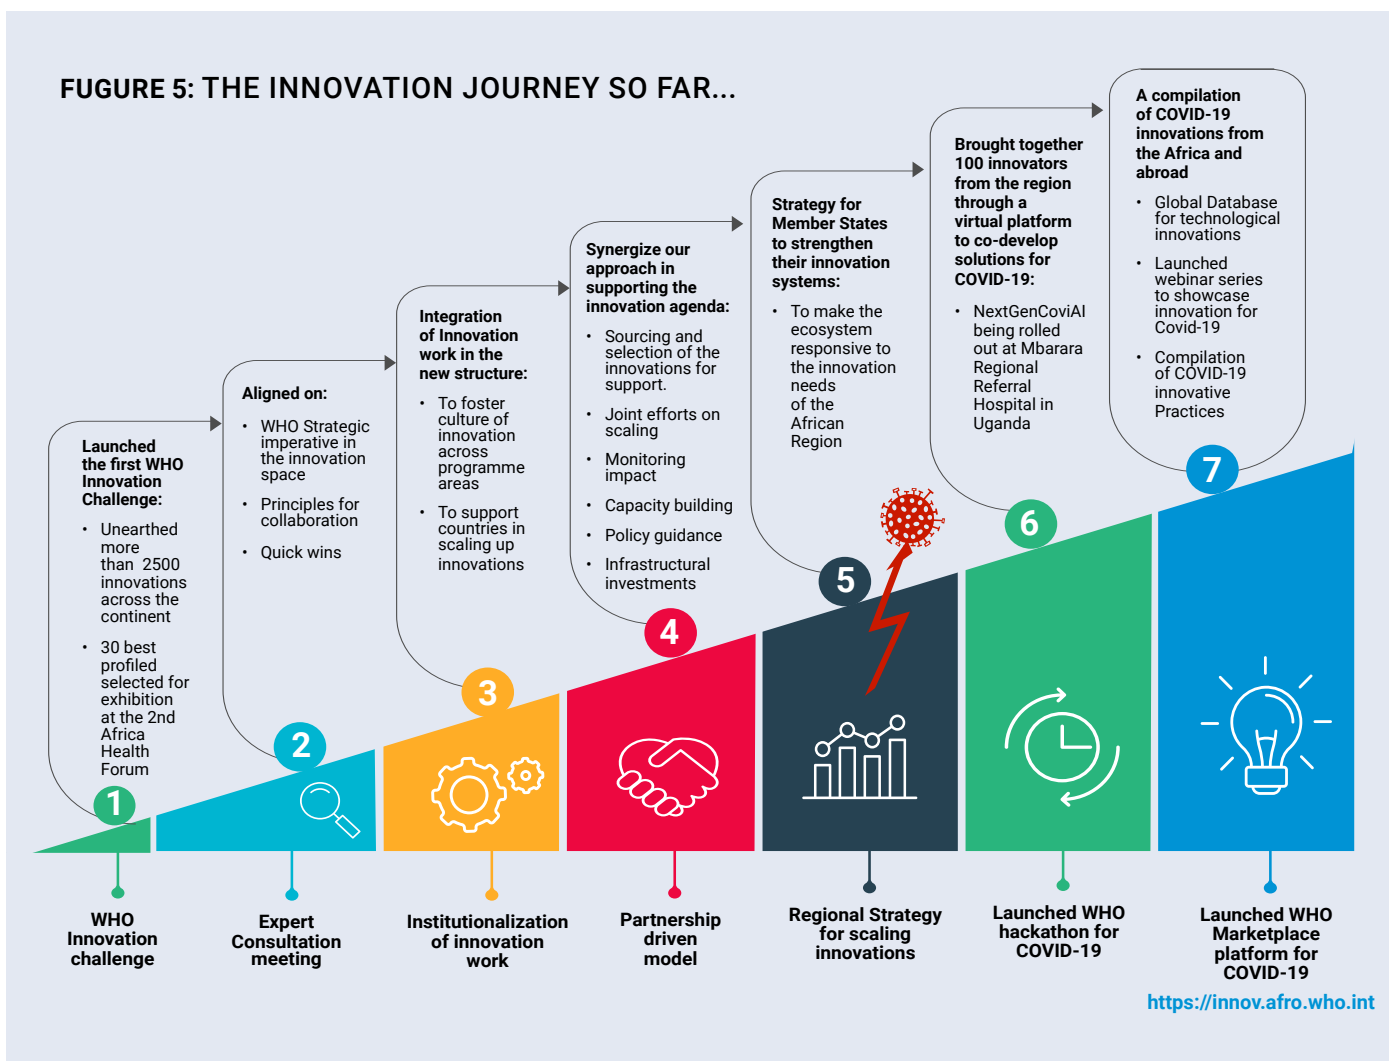 FUGURE 5: THE INNOVATION JOURNEY SO FAR...
Launched
the first WHO
Innovation
Challenge:
• Unearthed
more
than 2500
innovations
across the
continent
• 30 best
profiled
selected for
exhibition
at the 2nd
Africa
Health
Forum
1
WHO
Innovation
challenge
Aligned on:
• WHO Strategic
imperative in
the innovation
space
• Principles for
collaboration
• Quick wins
2
Expert
Consultation
meeting
Integration
of Innovation
work in the
new structure:
• To foster
culture of
innovation
across
programme
areas
• To support
countries in
scaling up
innovations
3
Institutionalization
of innovation
work
Synergize our
approach in
supporting the
innovation agenda:
• Sourcing and
selection of the
innovations for
support.
• Joint efforts on
scaling
• Monitoring
impact
• Capacity building
• Policy guidance
• Infrastructural
investments
4
Partnership
driven
model
Strategy for
Member States
to strengthen
their innovation
systems:
• To make the
ecosystem
responsive to
the innovation
needs
of the
African
Region
5
Regional Strategy
for scaling
innovations
Brought together
100 innovators
from the region
through a
virtual platform
to co-develop
solutions for
COVID-19:
• NextGenCoviAI
being rolled
out at Mbarara
Regional
Referral
Hospital in
Uganda
6
Launched WHO
hackathon for
COVID-19
A compilation
of COVID-19
innovations from
the Africa and
abroad
• Global Database
for technological
innovations
• Launched
webinar series
to showcase
innovation for
Covid-19
• Compilation
of COVID-19
innovative
Practices
7
Launched WHO
Marketplace
platform for
COVID-19
https://innov.afro.who.int